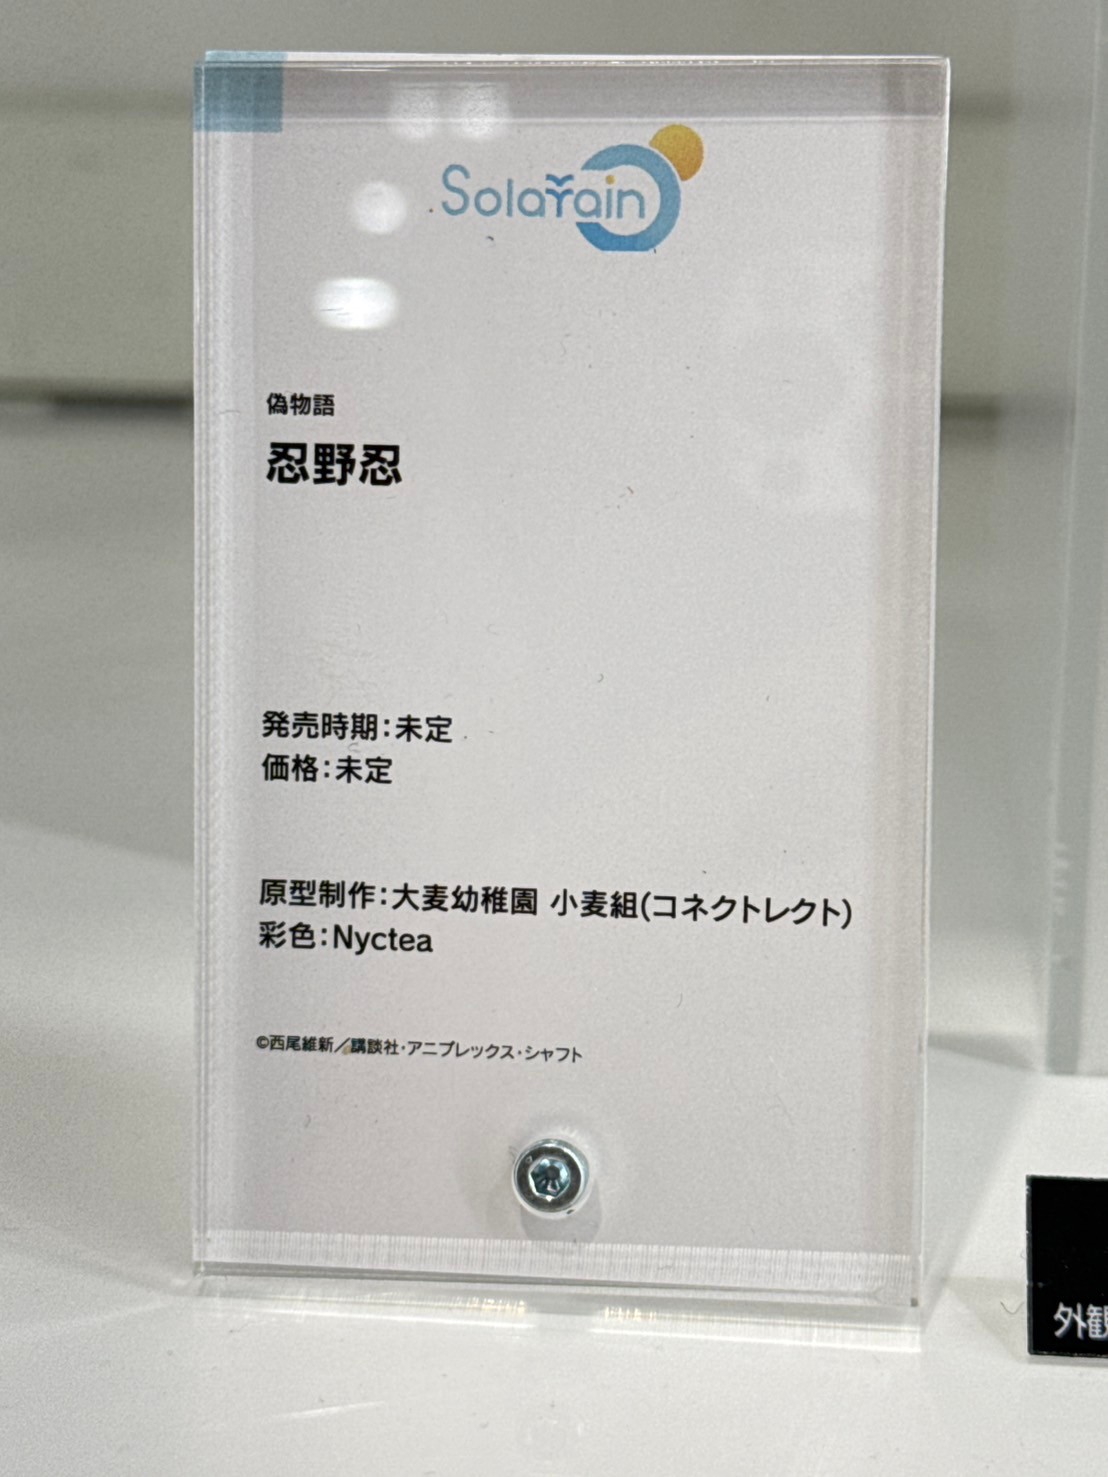 Solarain
偽物語
忍野忍
発売時期：未定
価格：未定
原型制作：大麦幼稚園 小麦組(コネクトレクト)
彩色：Nyctea
©西尾維新／講談社・アニプレックス・シャフト
外観